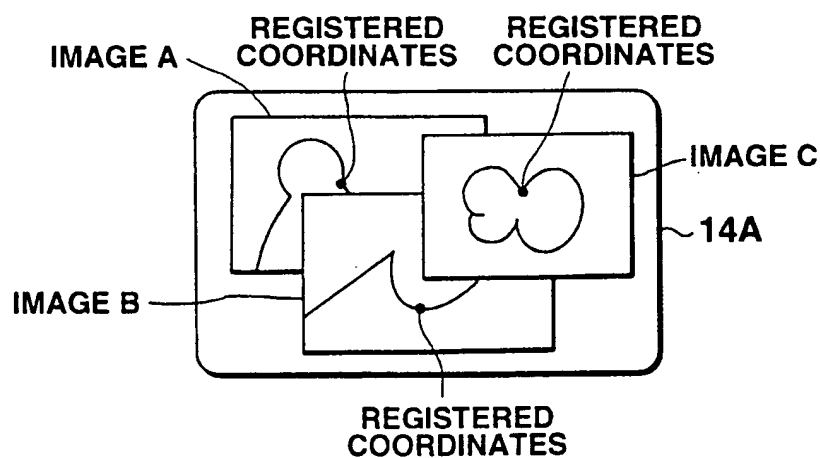 REGISTERED
COORDINATES
REGISTERED
COORDINATES
IMAGE A
IMAGE C
14A
IMAGE B
REGISTERED
COORDINATES